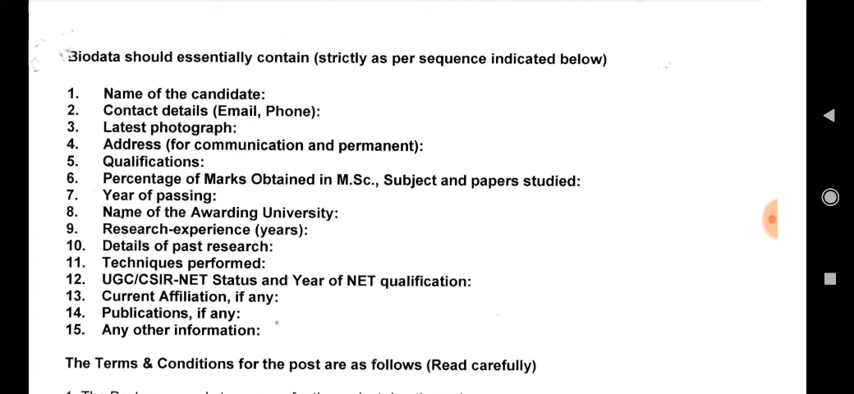 Biodata should essentially contain (strictly as per sequence indicated below)
1. Name of the candidate:
2. Contact details (Email, Phone):
3. Latest photograph:
4. Address (for communication and permanent):
5. Qualifications:
6. Percentage of Marks Obtained in M.Sc., Subject and papers studied:
7. Year of passing:
8. Name of the Awarding University:
9. Research-experience (years):
10. Details of past research:
11. Techniques performed:
12. UGC/CSIR-NET Status and Year of NET qualification:
13. Current Affiliation, if any:
14. Publications, if any:
15. Any other information:
The Terms & Conditions for the post are as follows (Read carefully)